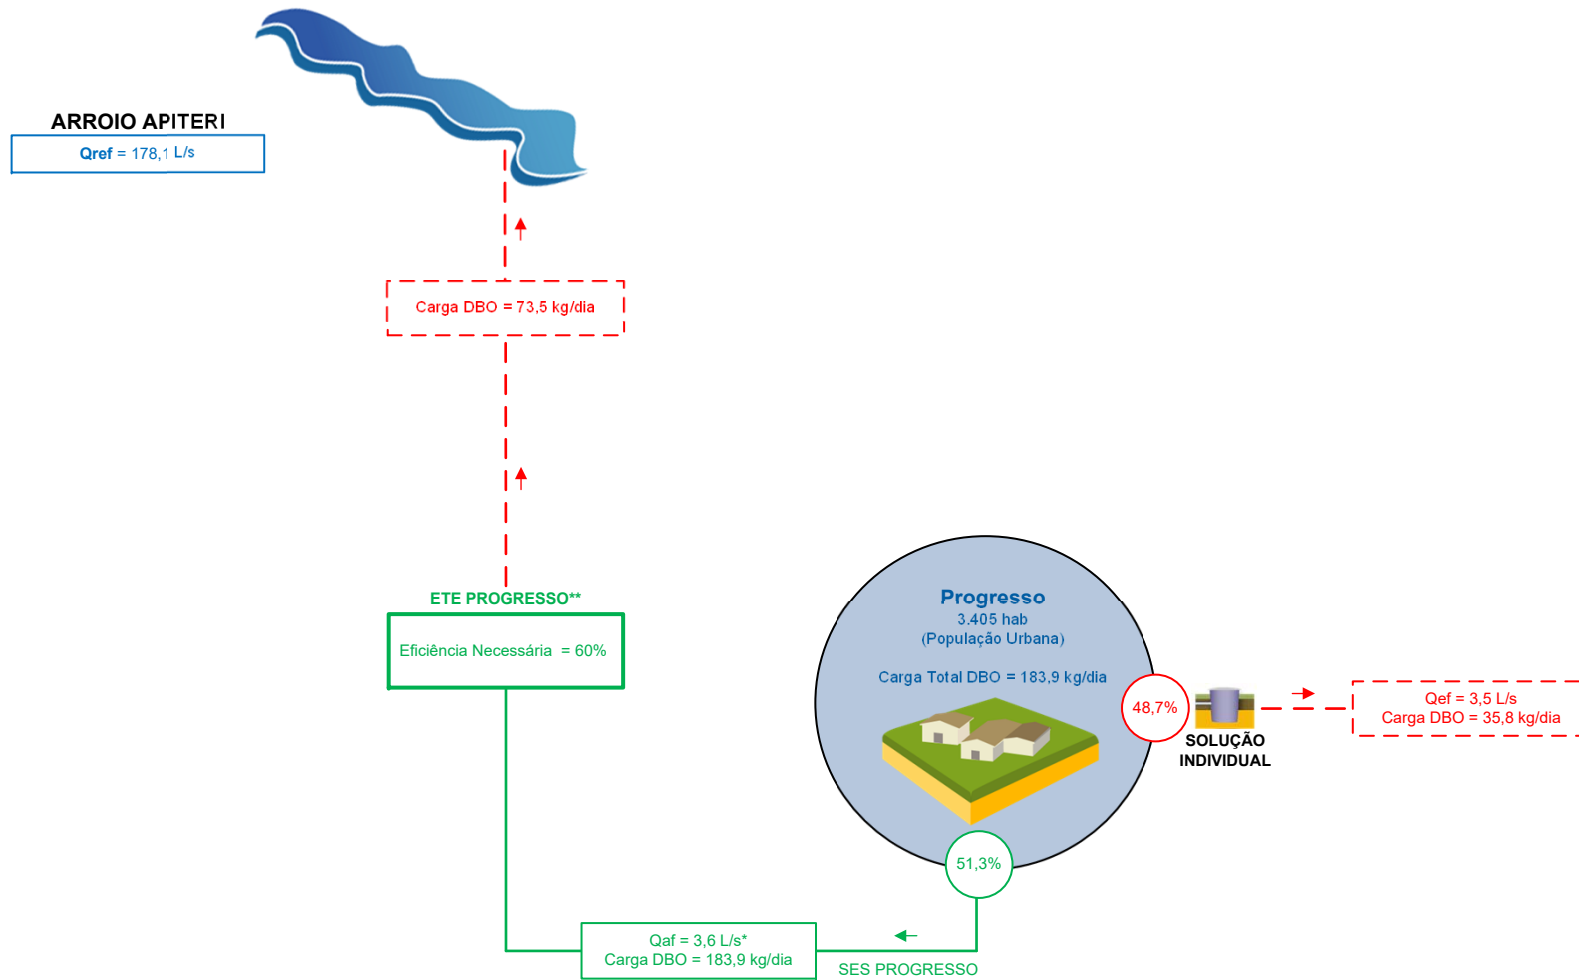 ARROIO APITERI
Qref = 178,1 L/s
Carga DBO = 73,5 kg/dia
ETE PROGRESSO**
Eficiência Necessária = 60%
Progresso
3.405 hab
(População Urbana)
Carga Total DBO = 183,9 kg/dia
48,7%
SOLUÇÃO
INDIVIDUAL
Qef = 3,5 L/s
Carga DBO = 35,8 kg/dia
51,3%
Qaf = 3,6 L/s*
Carga DBO = 183,9 kg/dia
SES PROGRESSO